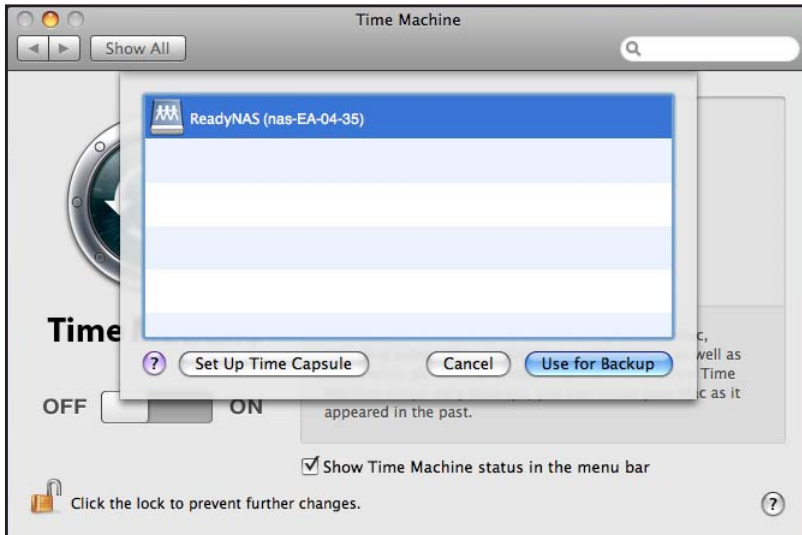 Time Machine
Show All
ReadyNAS (nas-EA-04-35)
Set Up Time Capsule
Cancel
Use for Backup
?
Time
well as
Time
as it
OFF
ON
appeared in the past.
Show Time Machine status in the menu bar
Click the lock to prevent further changes.
?